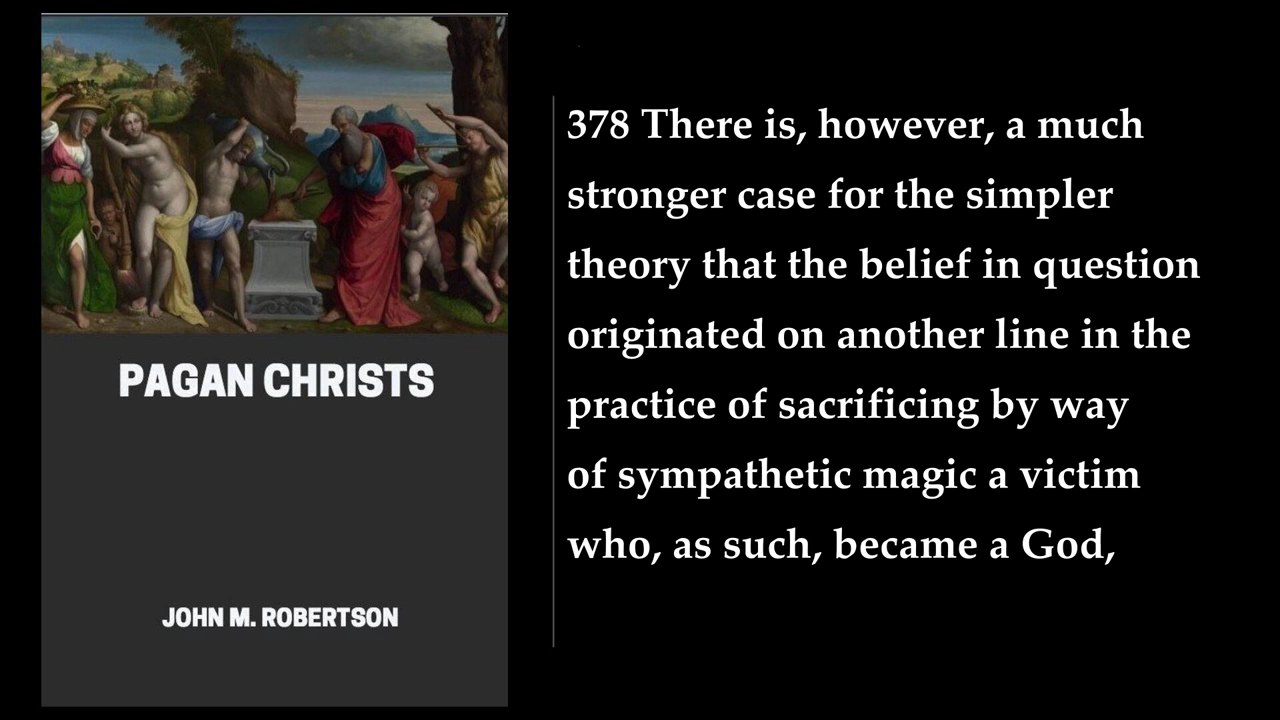 PAGAN CHRISTS
JOHN M. ROBERTSON
378 There is, however, a much
stronger case for the simpler
theory that the belief in question
originated on another line in the
practice of sacrificing by way
of sympathetic magic a victim
who, as such, became a God,